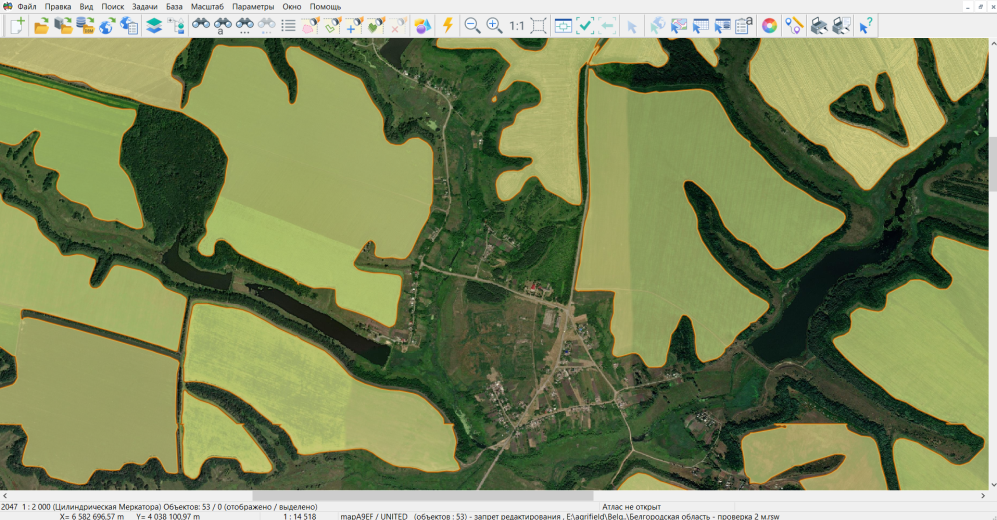 Файл Правка Вид Поиск Задачи База Масштаб Параметры Окно Помощь
1:1
2047 1 : 2 000 (Цилиндрическая Меркатора) Объектов: 53 / 0 (отображено / выделено) Атлас не открыт
X= 6 582 696,57 m Y= 4 038 100,97 m 1 : 14 518 mapA9EF / UNITED (объектов : 53) - запрет редактирования , E:\agrifield\Belg.\Белгородская область - проверка 2 м.rsw